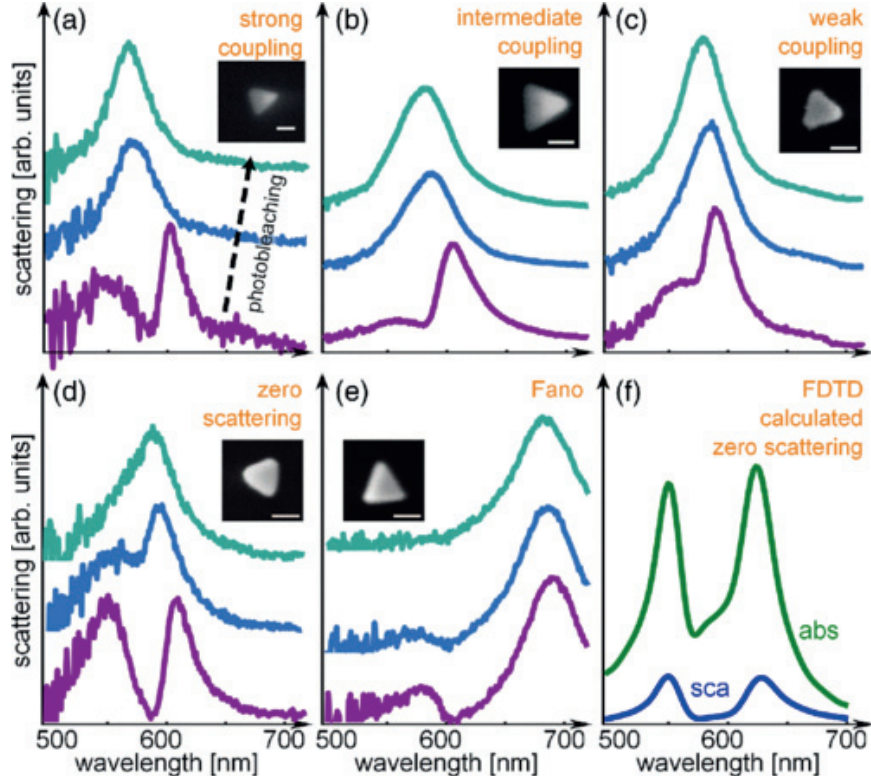 (a)
strong
coupling
photobleaching
(b)
intermediate
coupling
(c)
weak
coupling
scattering [arb. units]
(d)
zero
scattering
(e)
Fano
(f)
FDTD
calculated
zero scattering
abs
sca
scattering [arb. units]
500 600 700
500 600 700
500 600 700
wavelength [nm]
wavelength [nm]
wavelength [nm]